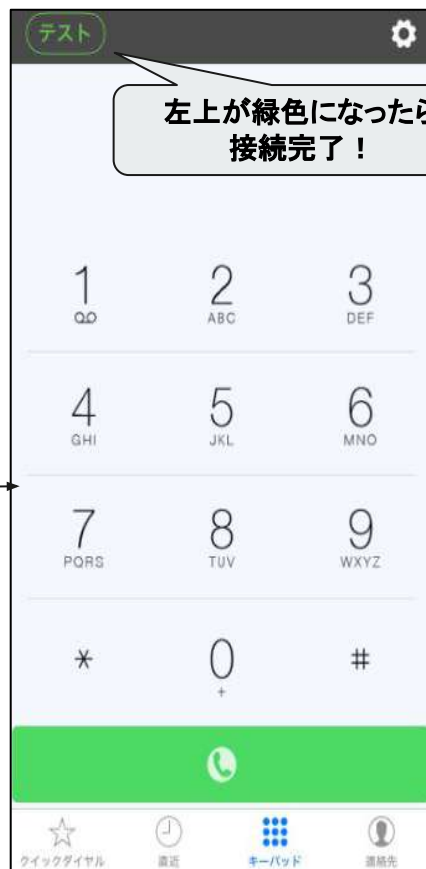 テスト
左上が緑色になったら
接続完了！
1
2
ABC
3
DEF
4
GHI
5
JKL
6
MNO
7
PQRS
8
TUV
9
WXYZ
*
0
+
#
クイックダイヤル
直近
キーパッド
連絡先